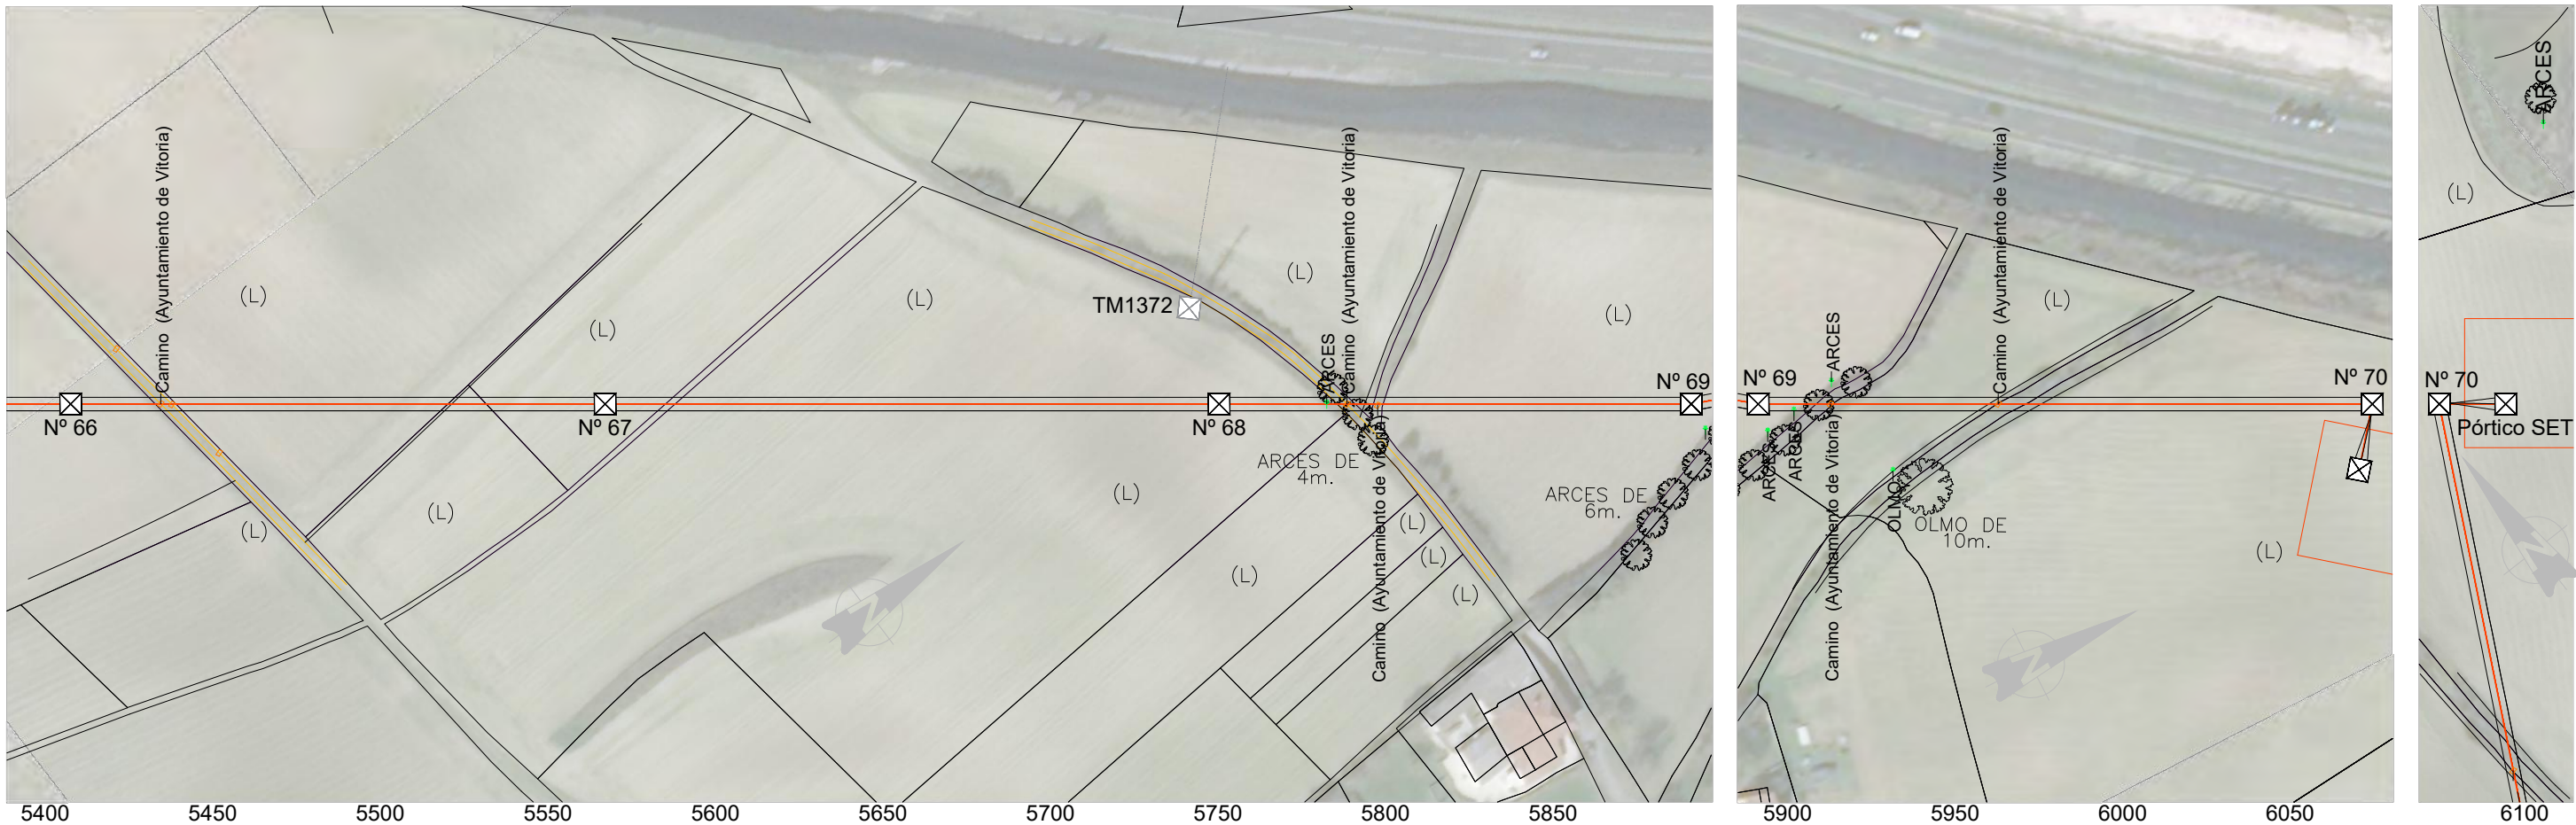 Camino (Ayuntamiento de Vitoria)
(L)
(L)
(L)
(L)
(L)
(L)
TM1372
ARCES
Camino (Ayuntamiento de Vitoria)
Nº 66
Nº 67
Nº 68
Nº 69
ARCES DE
4m.
Camino (Ayuntamiento de Vitoria)
ARCES DE
6m.
(L)
(L)
(L)
(L)
(L)
(L)
5400 5450 5500 5550 5600 5650 5700 5750 5800 5850
Camino (Ayuntamiento de Vitoria)
(L)
ARCES
Nº 69
Nº 70
ARCES
ARCES
Camino (Ayuntamiento de Vitoria)
OLMO
OLMO DE
10m.
(L)
5900 5950 6000 6050
ARCES
(L)
Nº 70
Pórtico SET
6100